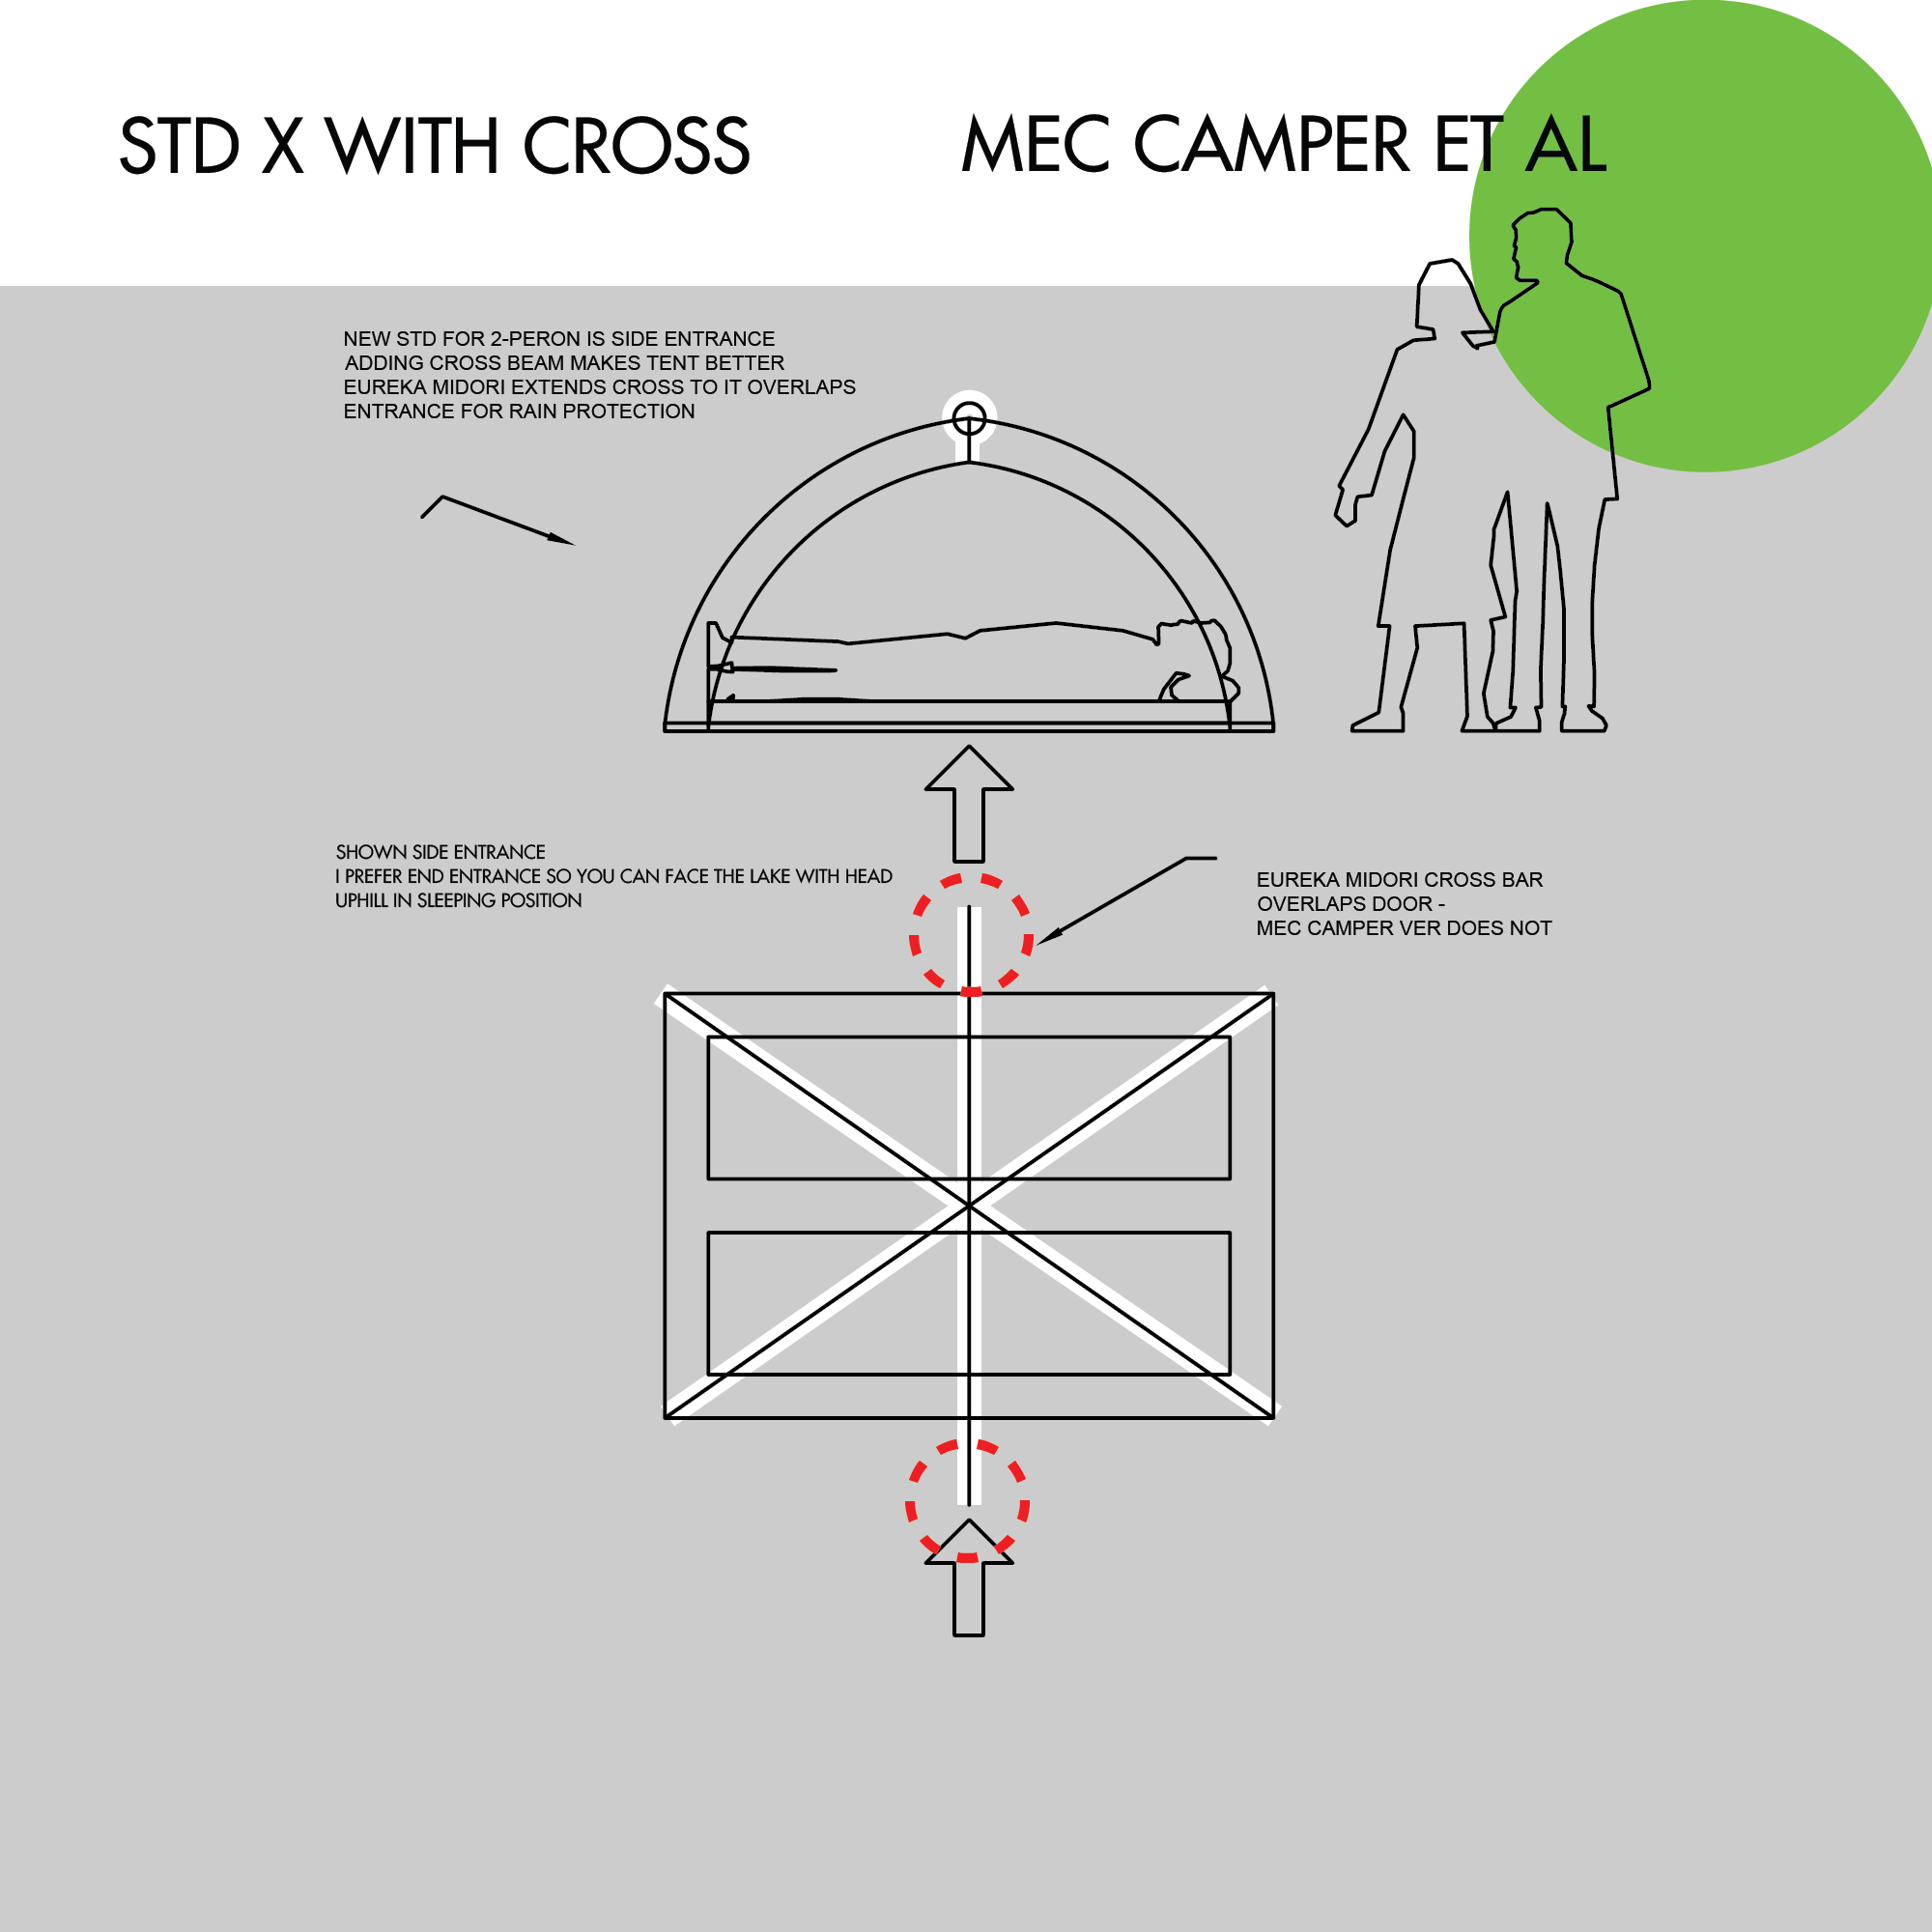 STD X WITH CROSS
MEC CAMPER ET AL
NEW STD FOR 2-PERON IS SIDE ENTRANCE
ADDING CROSS BEAM MAKES TENT BETTER
EUREKA MIDORI EXTENDS CROSS TO IT OVERLAPS
ENTRANCE FOR RAIN PROTECTION
SHOWN SIDE ENTRANCE
I PREFER END ENTRANCE SO YOU CAN FACE THE LAKE WITH HEAD
UPHILL IN SLEEPING POSITION
EUREKA MIDORI CROSS BAR
OVERLAPS DOOR -
MEC CAMPER VER DOES NOT